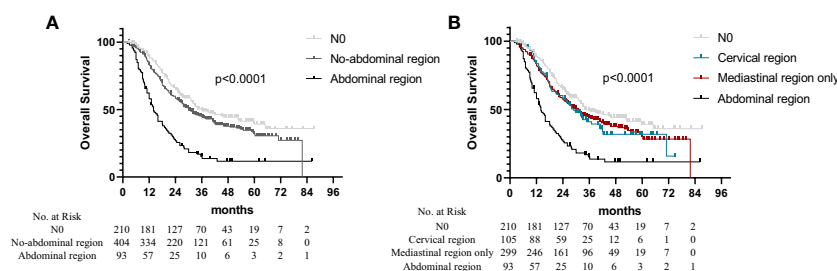 A
100
50
0
Overall Survival
p<0.0001
N0
No-abdominal region
Abdominal region
0 12 24 36 48 60 72 84 96
months
No. at Risk
N0 210 181 127 70 43 19 7 2
No-abdominal region 404 334 220 121 61 25 8 0
Abdominal region 93 57 25 10 6 3 2 1
B
100
50
0
Overall Survival
p<0.0001
N0
Cervical region
Mediastinal region only
Abdominal region
0 12 24 36 48 60 72 84 96
months
No. at Risk
N0 210 181 127 70 43 19 7 2
Cervical region 105 88 59 25 12 6 1 0
Mediastinal region only 299 246 161 96 49 19 7 0
Abdominal region 93 57 25 10 6 3 2 1